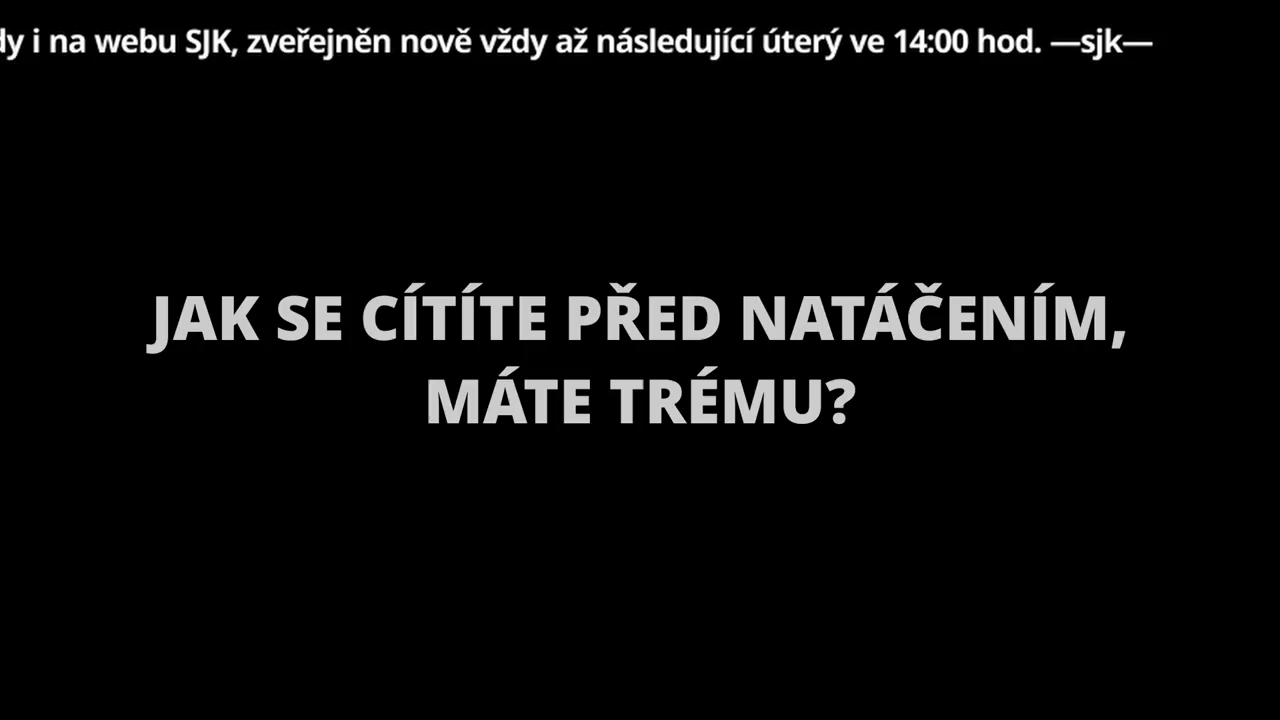 i na webu SJK, zveřejněn nově vždy až následující úterý ve 14:00 hod. —sjk—
JAK SE CÍTÍTE PŘED NATÁČENÍM,
MÁTE TRÉMU?